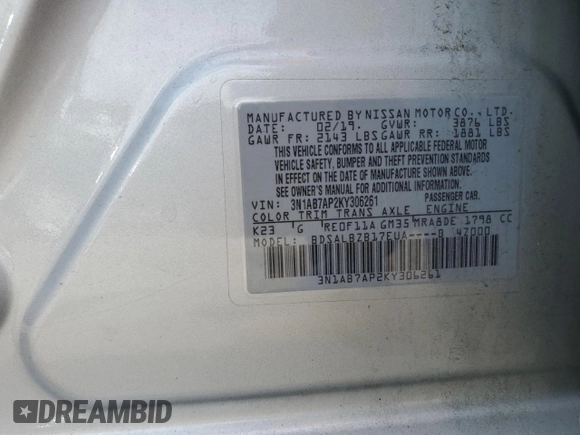 MANUFACTURED BY NISSAN MOTOR CO., LTD.
DATE: 02/19. GVWR: 3876 LBS
GAWR FR: 2143 LBS GAWR RR: 1881 LBS
THIS VEHICLE CONFORMS TO ALL APPLICABLE FEDERAL MOTOR
VEHICLE SAFETY, BUMPER AND THEFT PREVENTION STANDARDS
IN EFFECT ON THE DATE OF MANUFACTURE SHOWN ABOVE.
SEE OWNER'S MANUAL FOR ADDITIONAL INFORMATION.
VIN: 3N1AB7AP2KY306261 PASSENGER CAR.
COLOR TRIM TRANS AXLE ENGINE
K23 G RE0F11A GM35 MRA8DE 1798 CC
MODEL: BDSALBZB17EUA----B 47000
3N1AB7AP2KY306261
DREAMBID